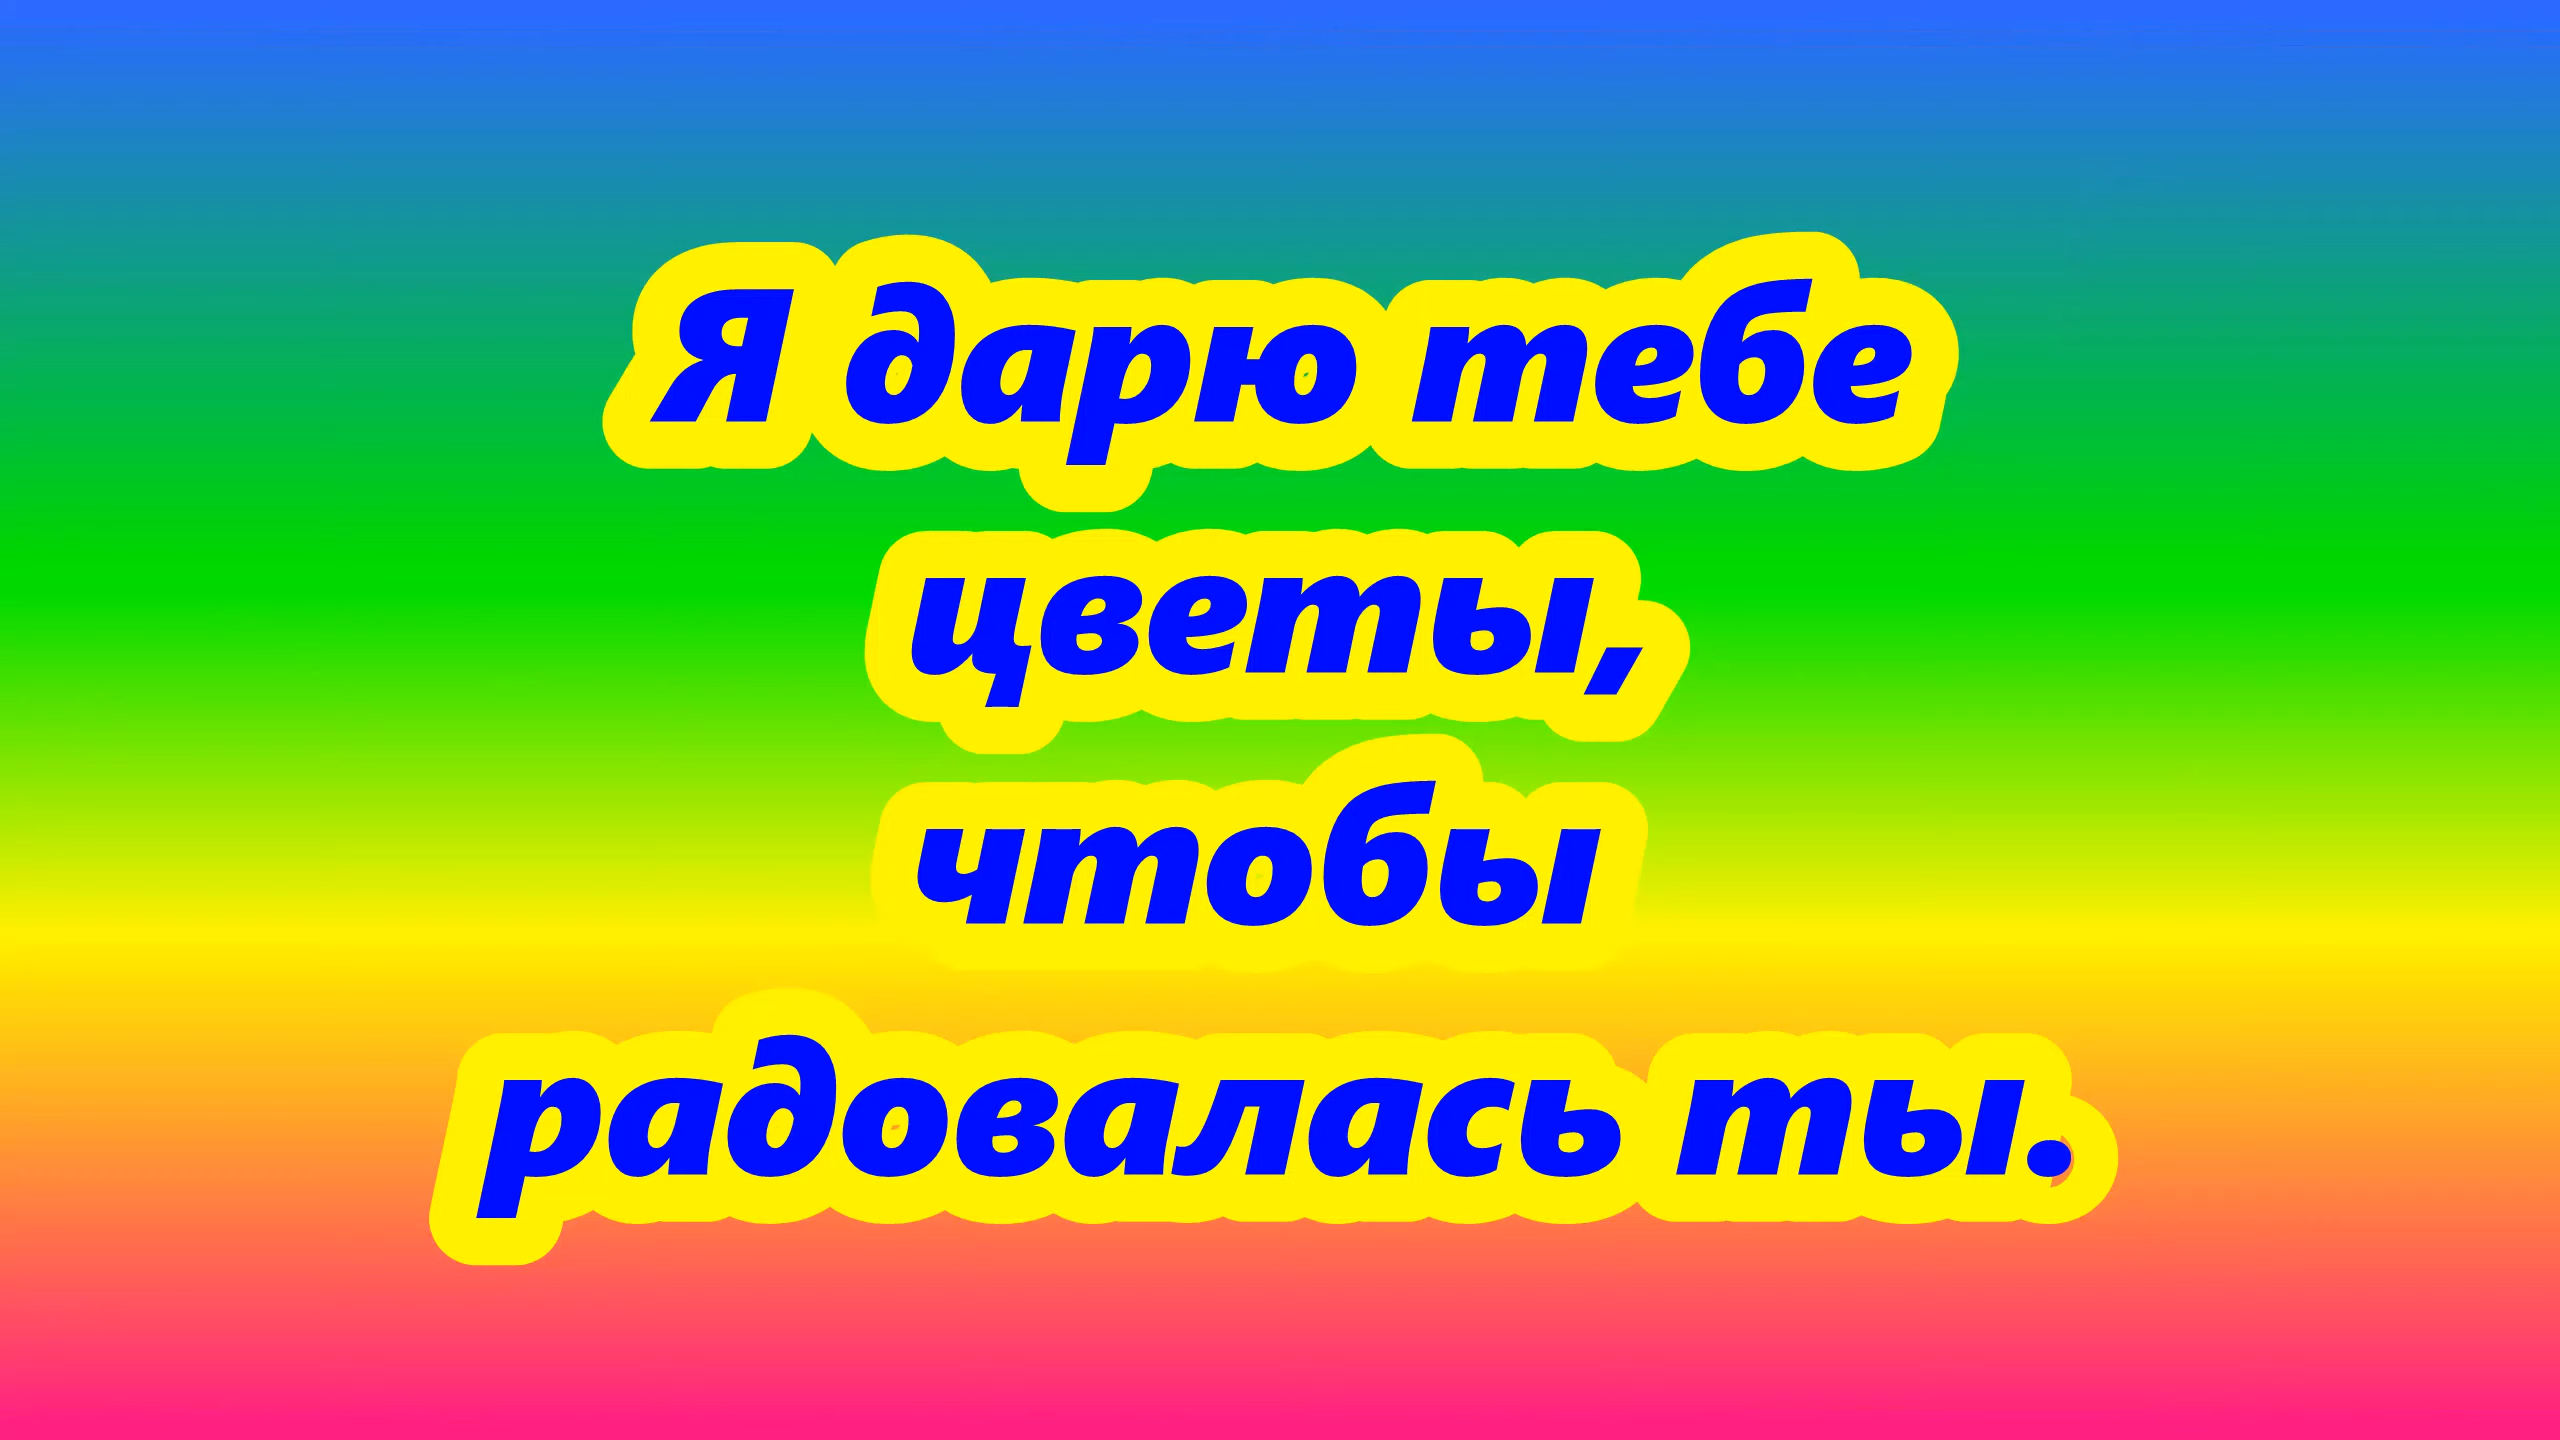 Я дарю тебе
цветы,
чтобы
радовалась ты.